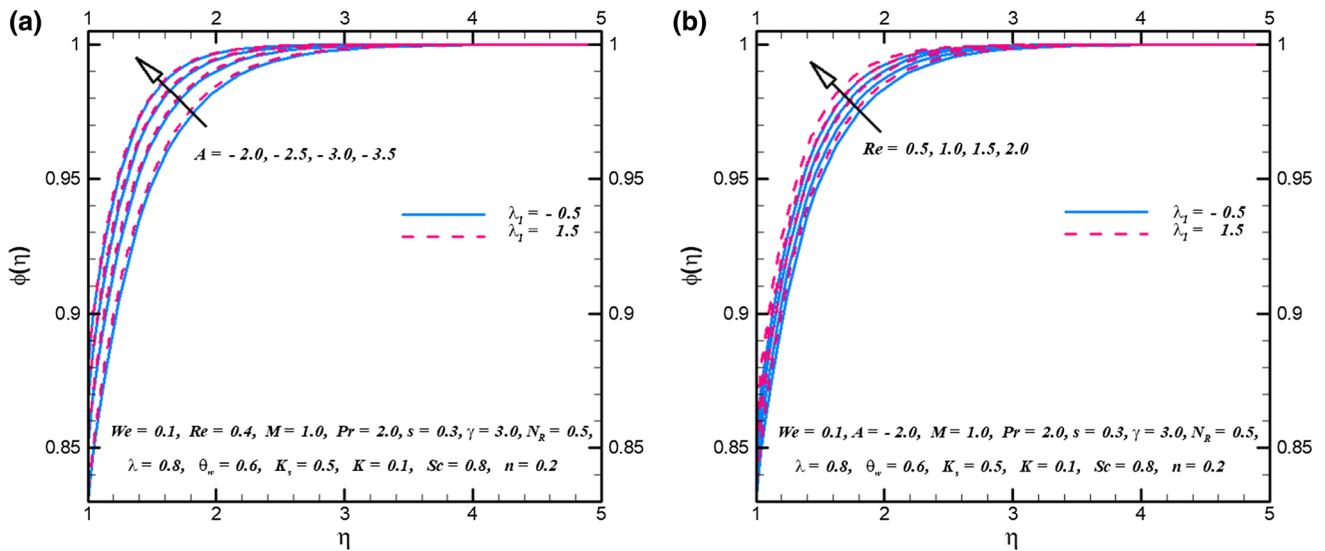 (a)
1 2 3 4 5
1 1
0.95 0.95
0.9 0.9
0.85 0.85
ϕ(η)
A = - 2.0, - 2.5, - 3.0, - 3.5
λ₁ = - 0.5
λ₁ = 1.5
We = 0.1, Re = 0.4, M = 1.0, Pr = 2.0, s = 0.3, γ = 3.0, N_R = 0.5,
λ = 0.8, θ_w = 0.6, K_s = 0.5, K = 0.1, Sc = 0.8, n = 0.2
1 2 3 4 5
η
(b)
1 2 3 4 5
1 1
0.95 0.95
0.9 0.9
0.85 0.85
ϕ(η)
Re = 0.5, 1.0, 1.5, 2.0
λ₁ = - 0.5
λ₁ = 1.5
We = 0.1, A = - 2.0, M = 1.0, Pr = 2.0, s = 0.3, γ = 3.0, N_R = 0.5,
λ = 0.8, θ_w = 0.6, K_s = 0.5, K = 0.1, Sc = 0.8, n = 0.2
1 2 3 4 5
η